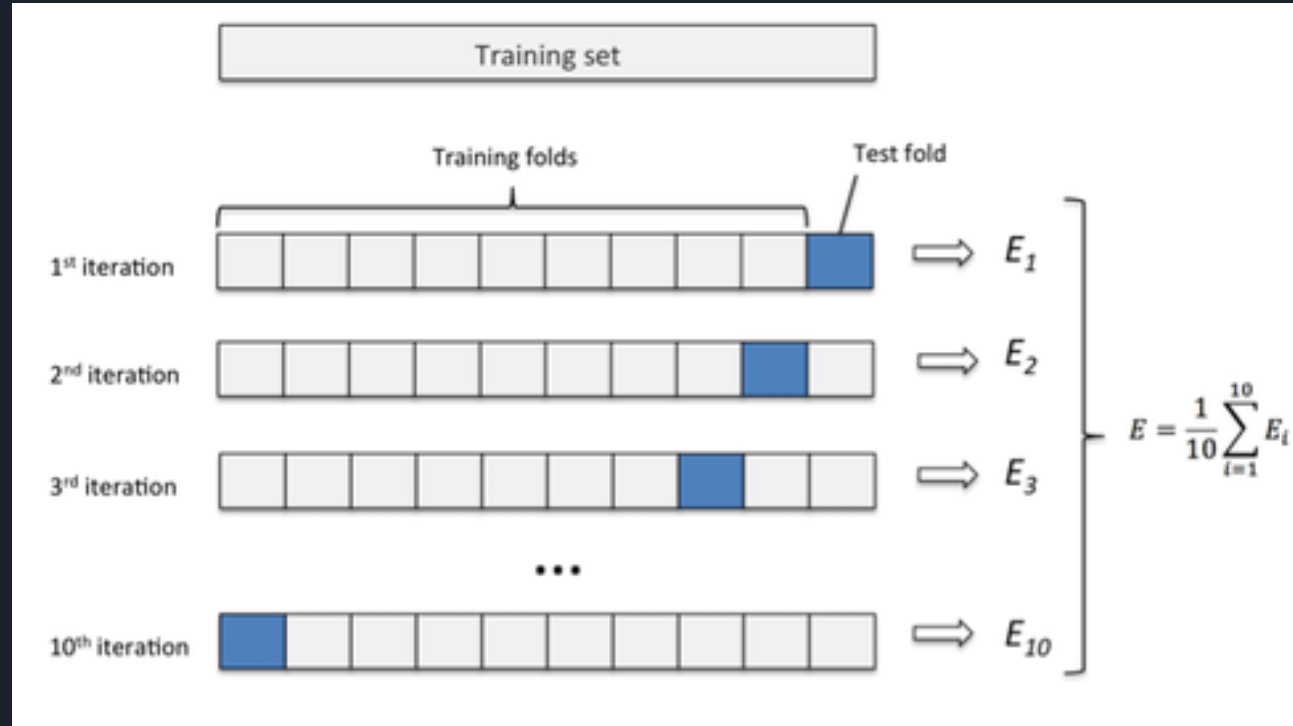 Training set
Training folds
Test fold
1st iteration
E1
2nd iteration
E2
3rd iteration
E3
...
10th iteration
E10
E = 1/10 ∑_{i=1}^{10} Ei